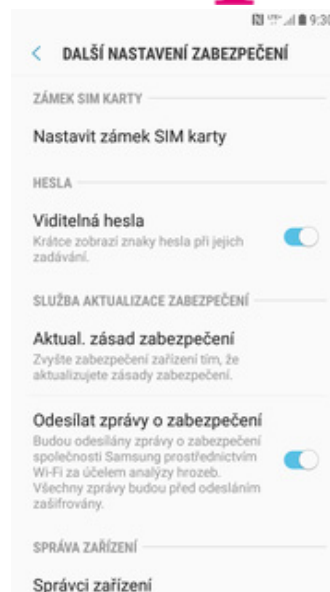 9:30
DALŠÍ NASTAVENÍ ZABEZPEČENÍ
ZÁMEK SIM KARTY
Nastavit zámek SIM karty
HESLA
Viditelná hesla
Krátce zobrazí znaky hesla při jejich
zadávání.
SLUŽBA AKTUALIZACE ZABEZPEČENÍ
Aktual. zásad zabezpečení
Zvyšte zabezpečení zařízení tím, že
aktualizujete zásady zabezpečení.
Odesílat zprávy o zabezpečení
Budou odesílány zprávy o zabezpečení
společnosti Samsung prostřednictvím
Wi-Fi za účelem analýzy hrozeb.
Všechny zprávy budou před odesláním
zašifrovány.
SPRÁVA ZAŘÍZENÍ
Správci zařízení